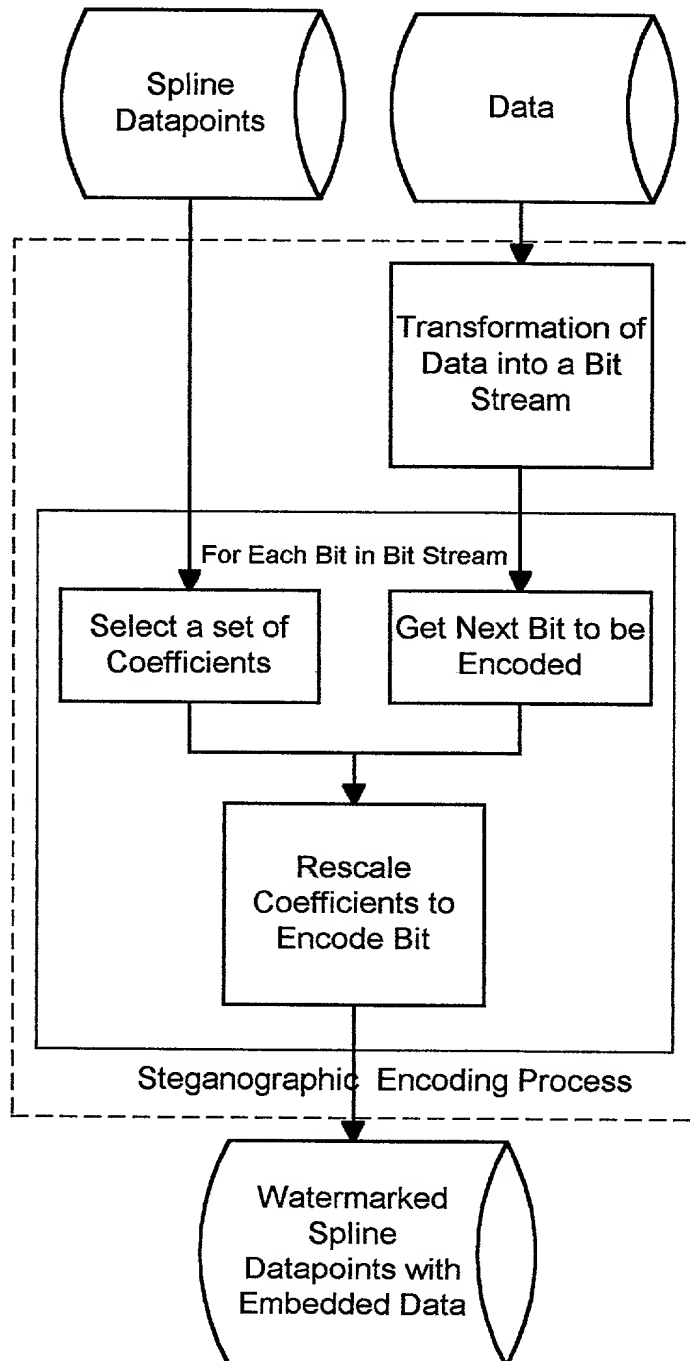 Spline
Datapoints
Data
Transformation of
Data into a Bit
Stream
For Each Bit in Bit Stream
Select a set of
Coefficients
Get Next Bit to be
Encoded
Rescale
Coefficients to
Encode Bit
Steganographic Encoding Process
Watermarked
Spline
Datapoints with
Embedded Data